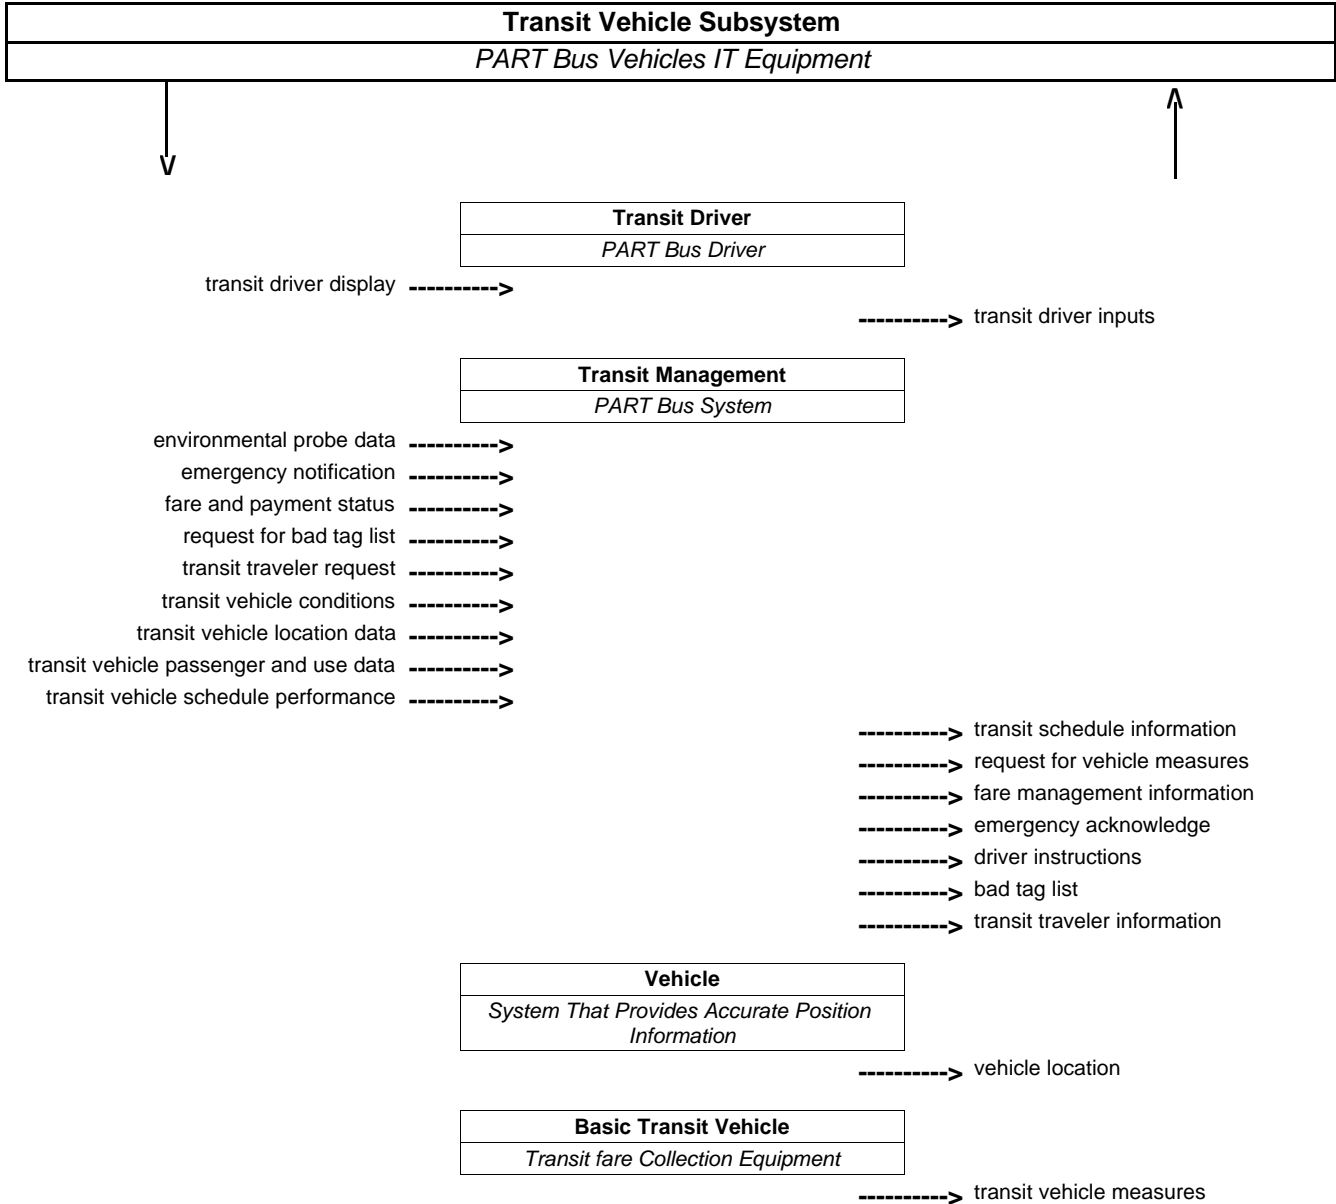 Transit Vehicle Subsystem
PART Bus Vehicles IT Equipment
Transit Driver
PART Bus Driver
transit driver display
transit driver inputs
Transit Management
PART Bus System
environmental probe data
emergency notification
fare and payment status
request for bad tag list
transit traveler request
transit vehicle conditions
transit vehicle location data
transit vehicle passenger and use data
transit vehicle schedule performance
transit schedule information
request for vehicle measures
fare management information
emergency acknowledge
driver instructions
bad tag list
transit traveler information
Vehicle
System That Provides Accurate Position
Information
vehicle location
Basic Transit Vehicle
Transit fare Collection Equipment
transit vehicle measures